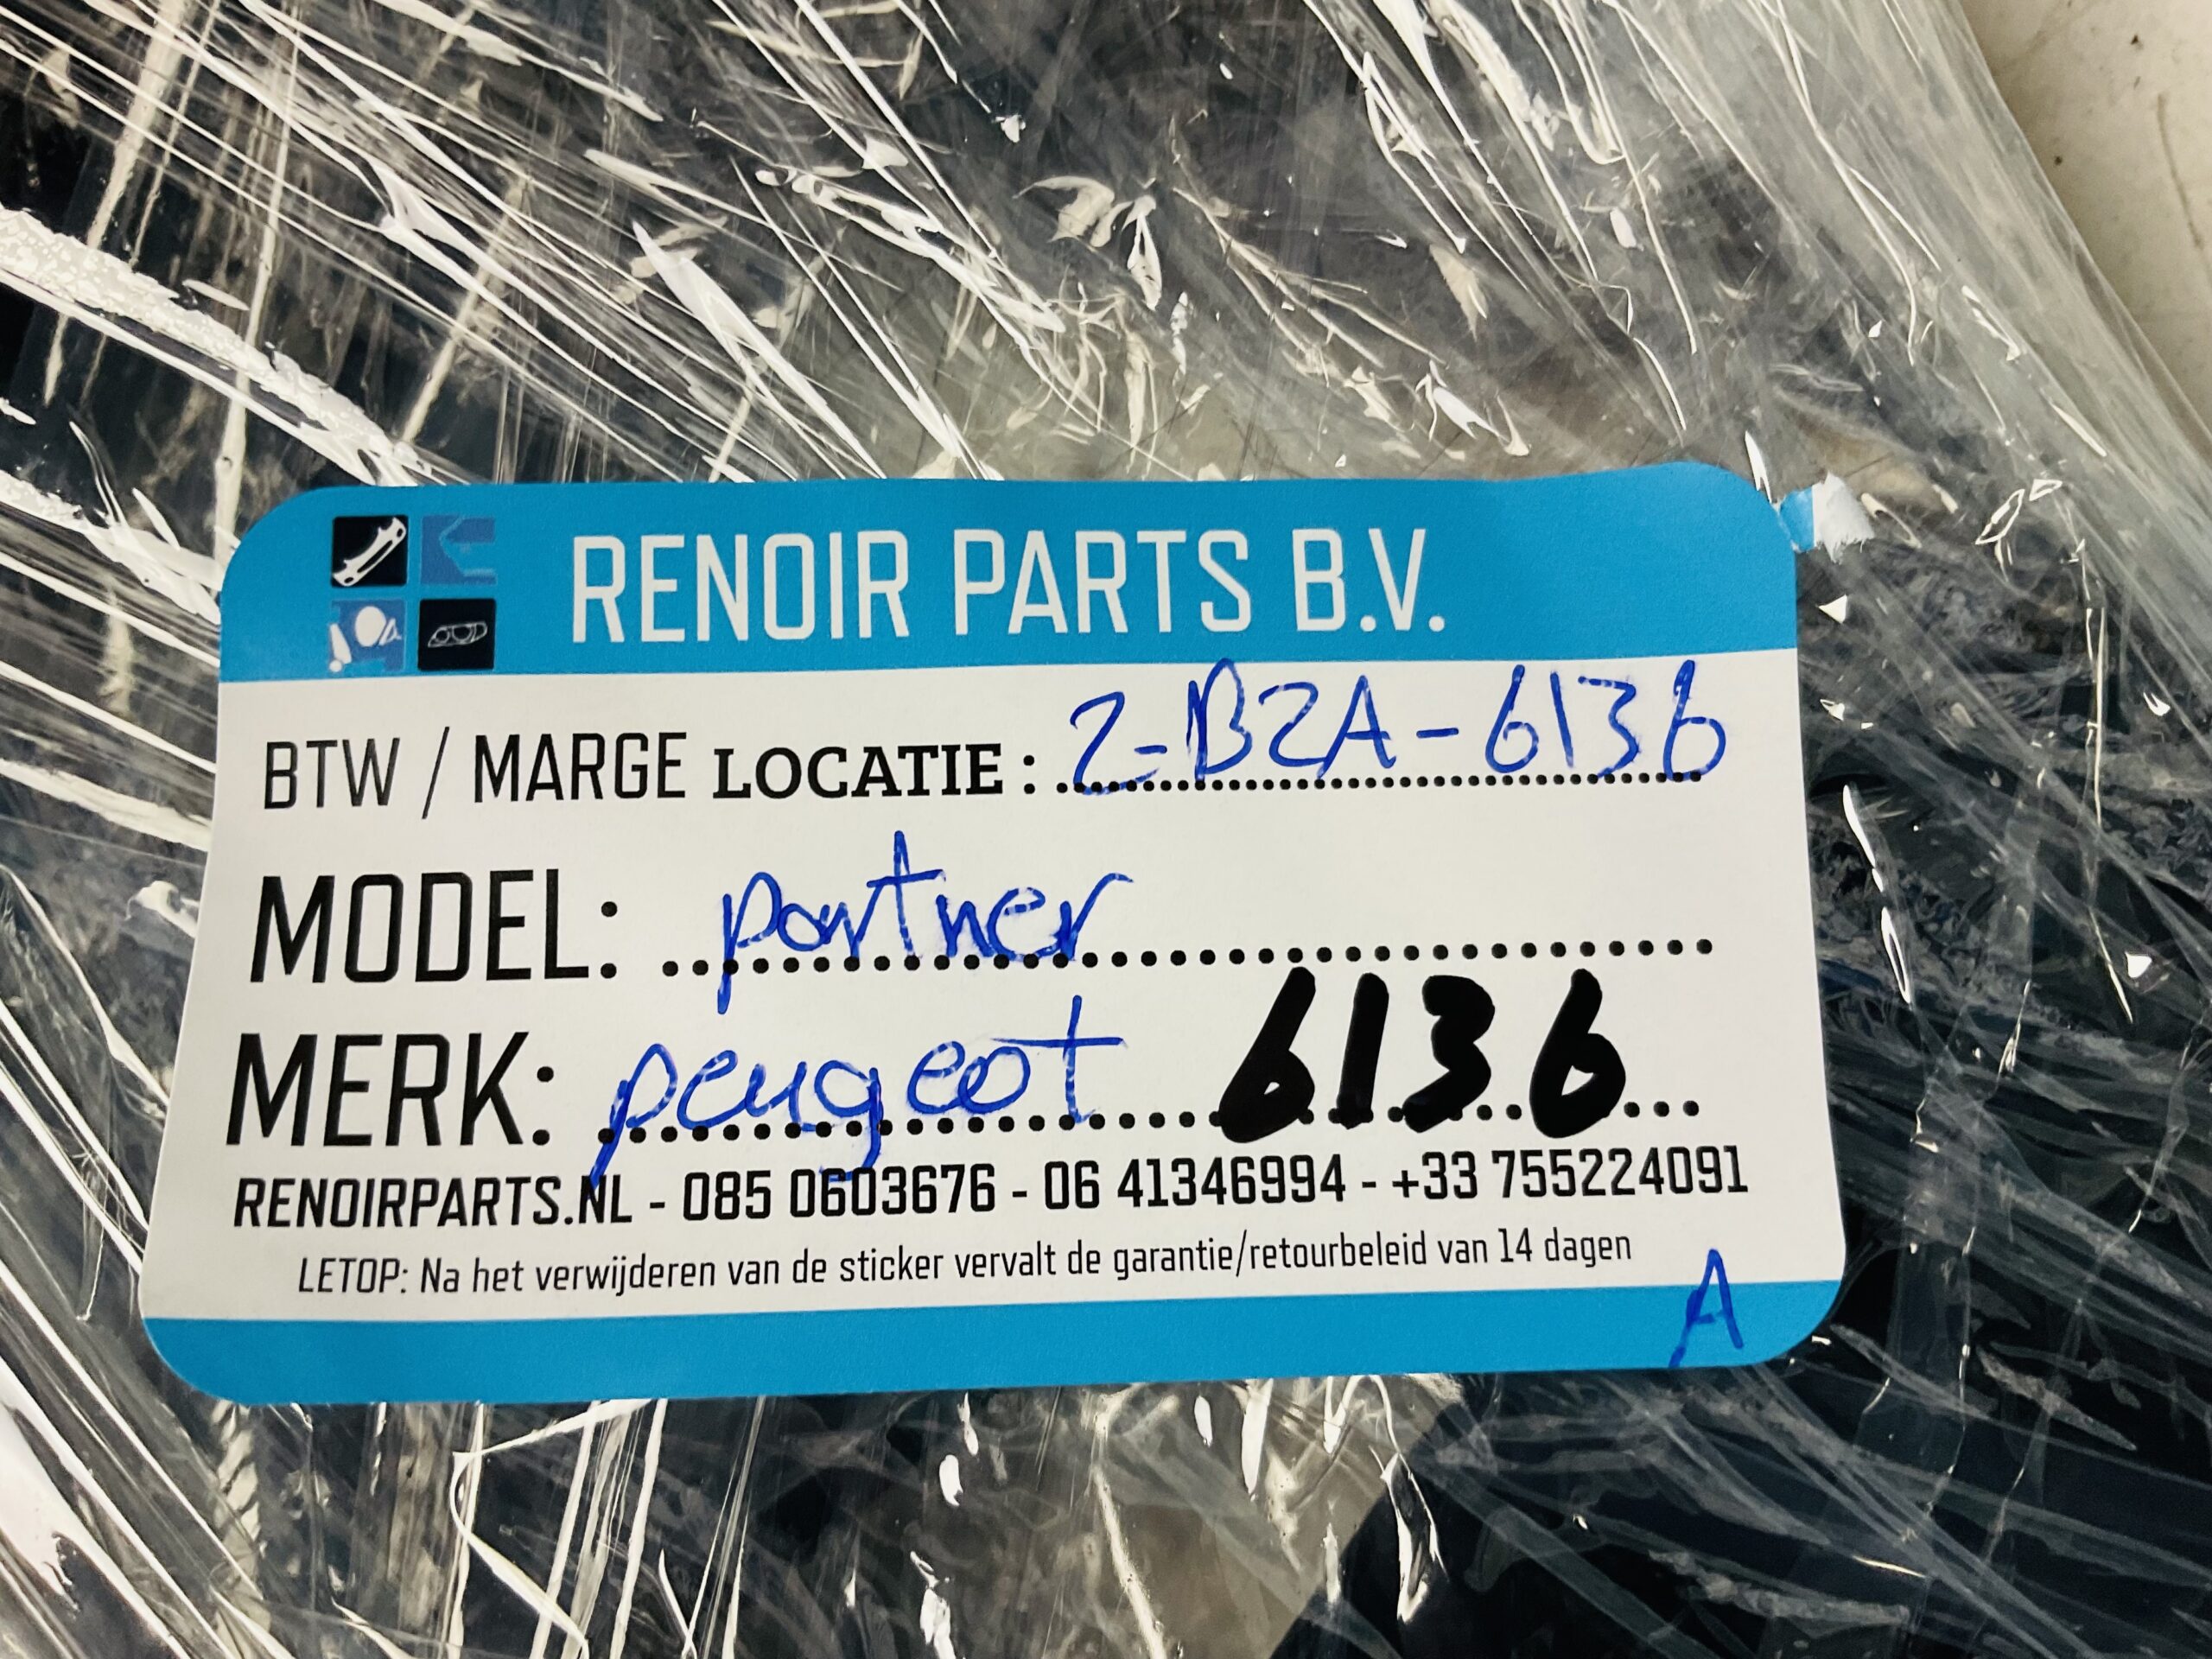 RENOIR PARTS B.V.
BTW / MARGE LOCATIE : 2-B2A-6136
MODEL: partner
MERK: peugeot 6136
RENOIRPARTS.NL - 085 0603676 - 06 41346994 - +33 755224091
LETOP: Na het verwijderen van de sticker vervalt de garantie/retourbeleid van 14 dagen
A